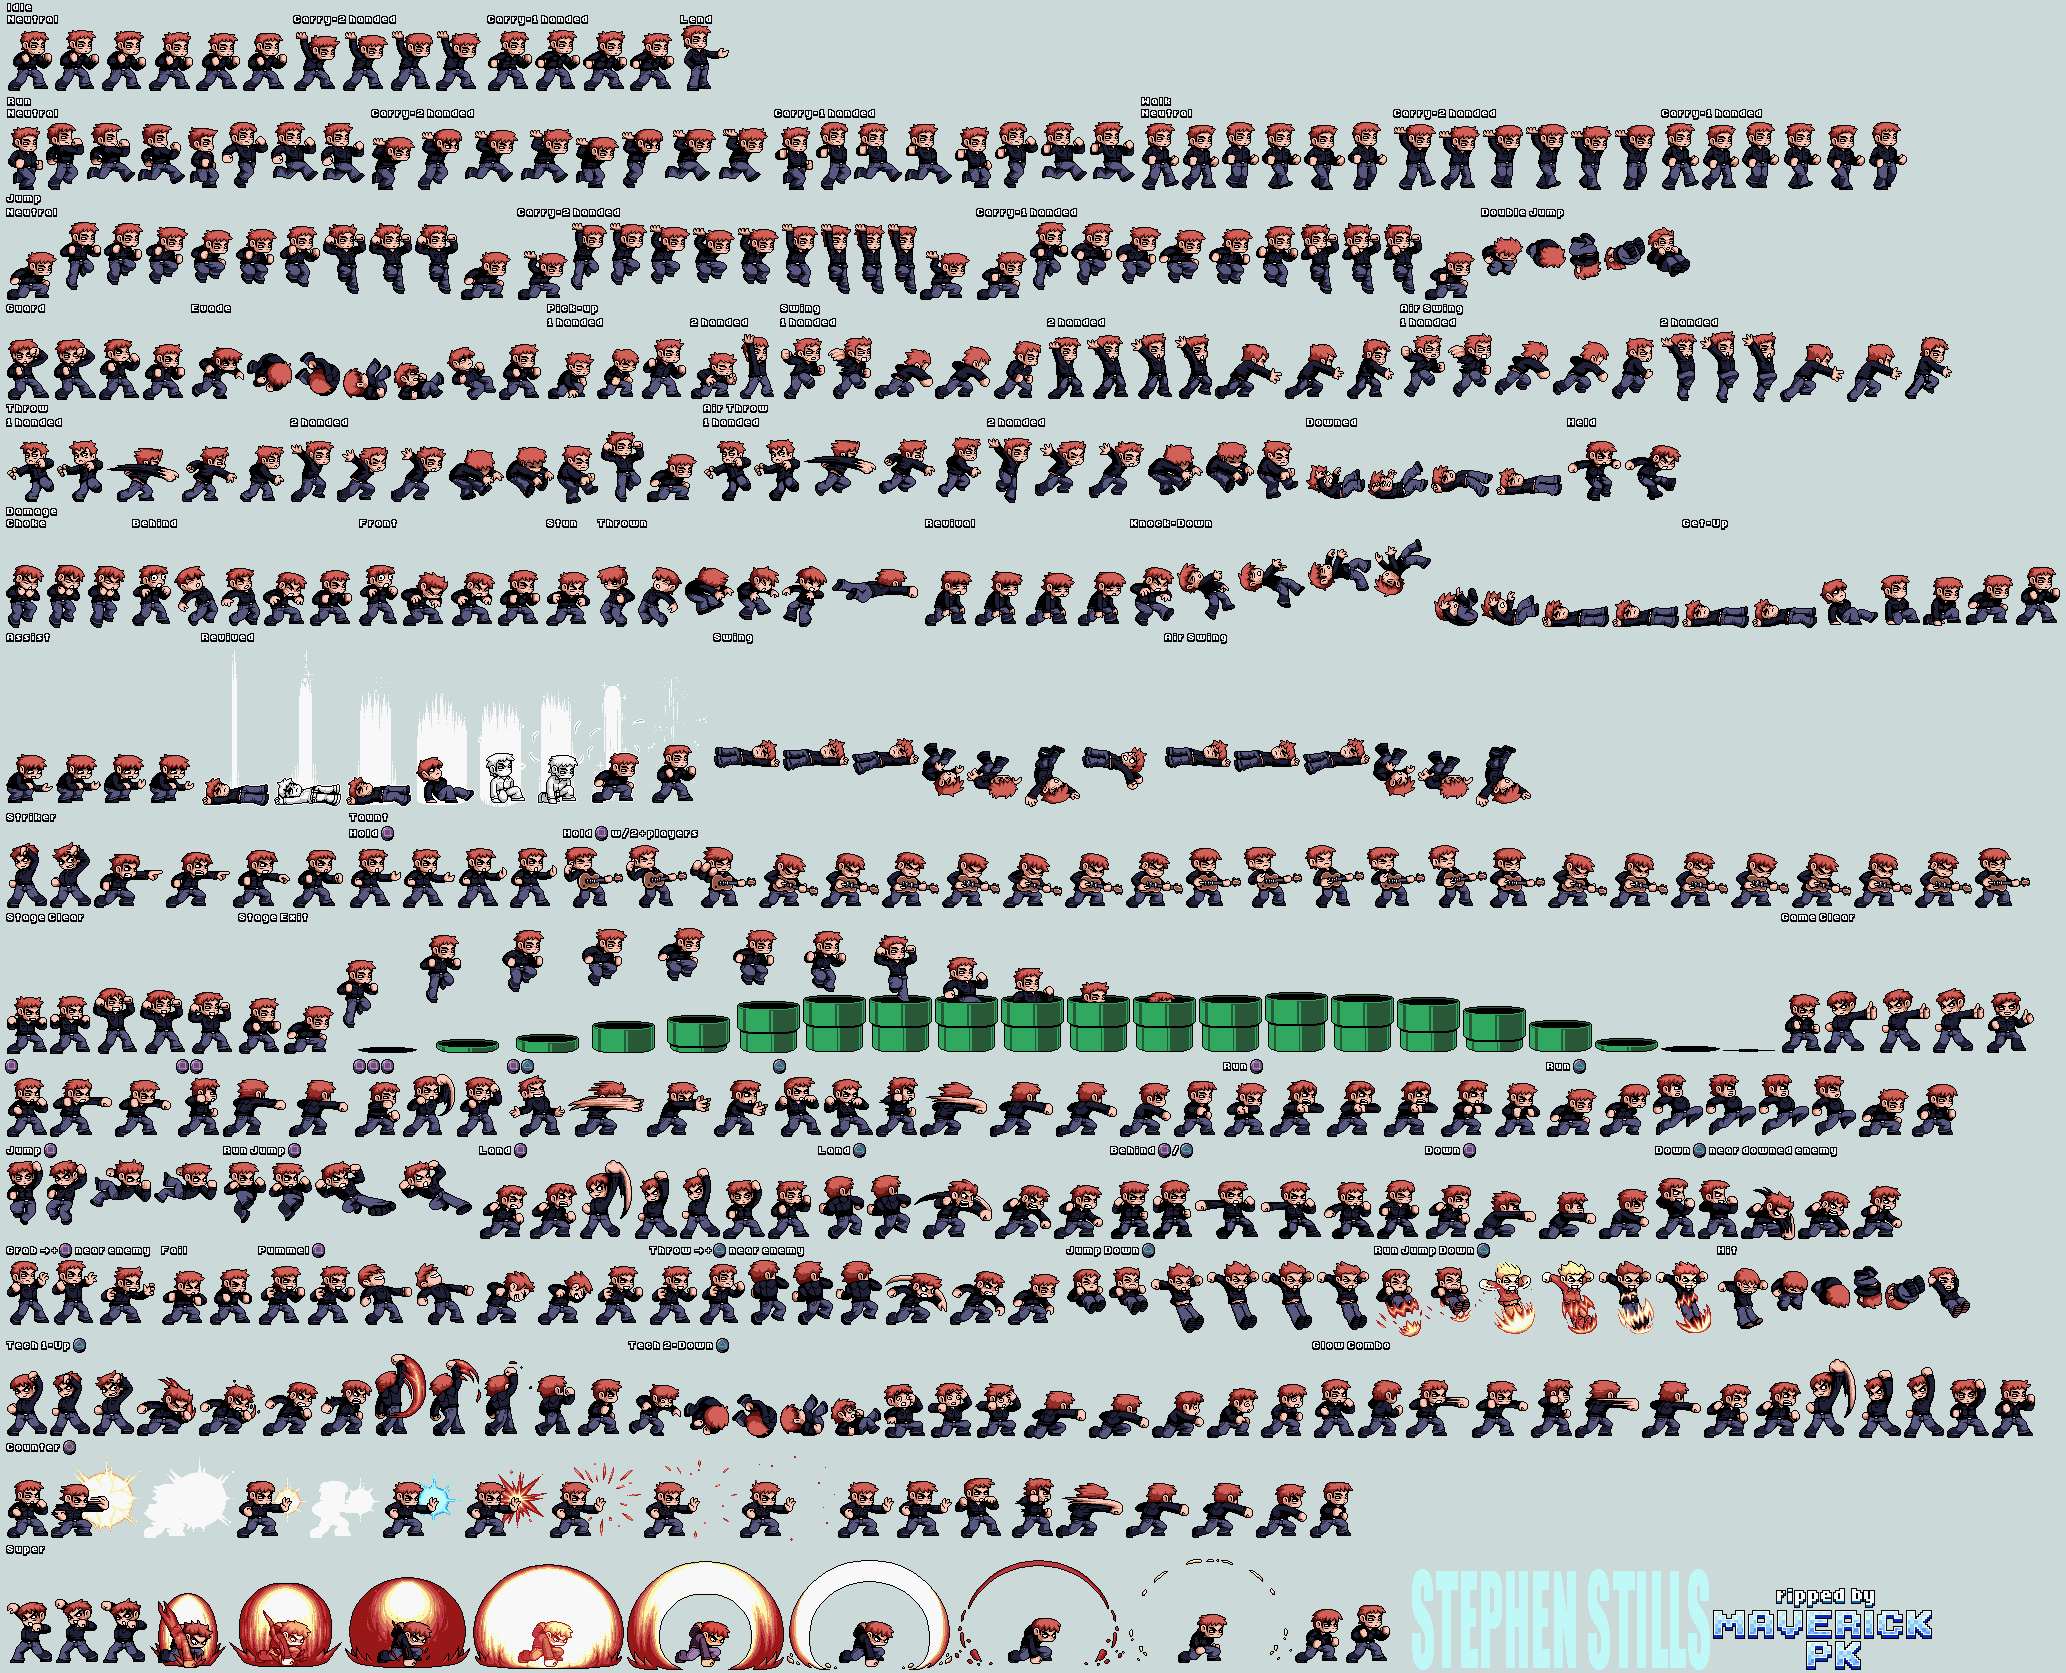 Idle
Neutral Carry-2 handed Carry-1 handed Lend
Run Walk
Neutral Carry-2 handed Carry-1 handed Neutral Carry-2 handed Carry-1 handed
Jump
Neutral Carry-2 handed Carry-1 handed Double Jump
Guard Evade Pick-up Swing Air Swing
1 handed 2 handed 1 handed 2 handed 1 handed 2 handed
Throw Air Throw
1 handed 2 handed 1 handed 2 handed Downed Held
Damage
Choke Behind Front Stun Thrown Revival Knock-Down Get-Up
Assist Revived Swing Air Swing
Striker Taunt
Hold Hold w/2+players
Stage Clear Stage Exit Game Clear
Run Run
Jump Run Jump Land Land Behind / Down Down near downed enemy
Grab →+ near enemy Fail Pummel Throw →+ near enemy Jump Down Run Jump Down Hit
Tech 1-Up Tech 2-Down Glow Combo
Counter
Super
STEPHEN STILLS
ripped by
MAVERICK
PK